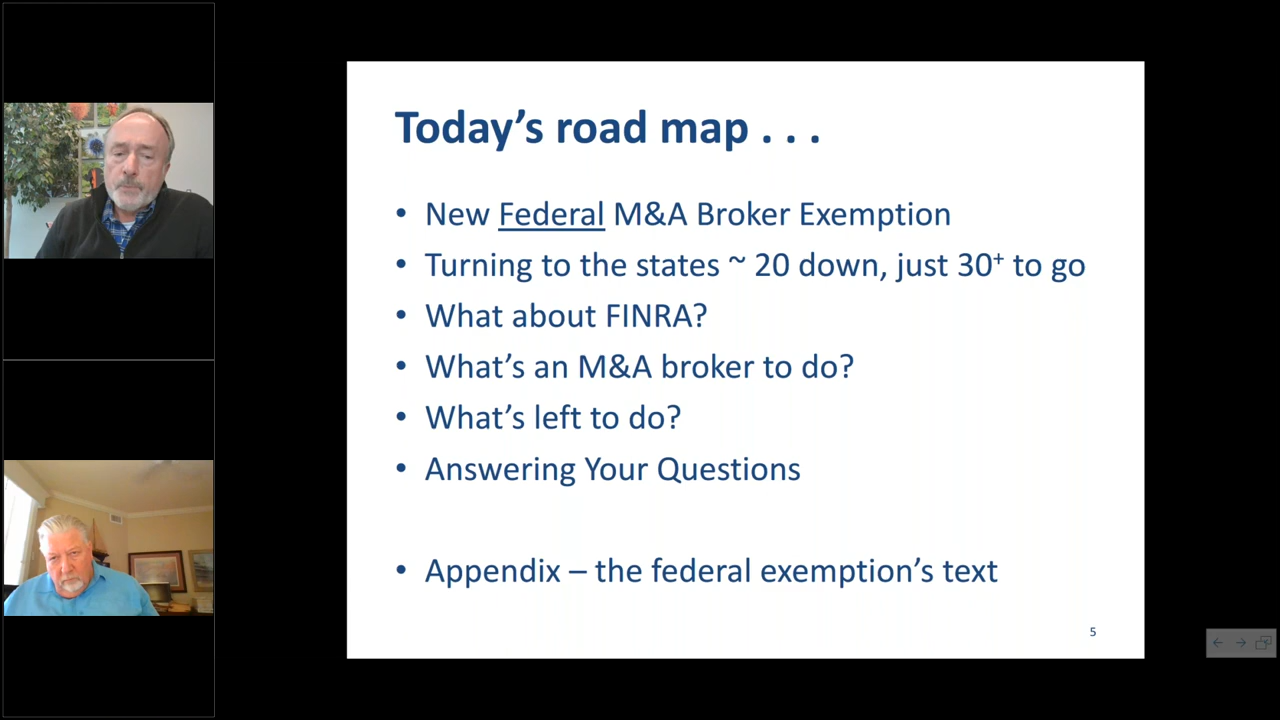 Today’s road map . . .
• New Federal M&A Broker Exemption
• Turning to the states ~ 20 down, just 30⁺ to go
• What about FINRA?
• What’s an M&A broker to do?
• What’s left to do?
• Answering Your Questions
• Appendix – the federal exemption’s text
5